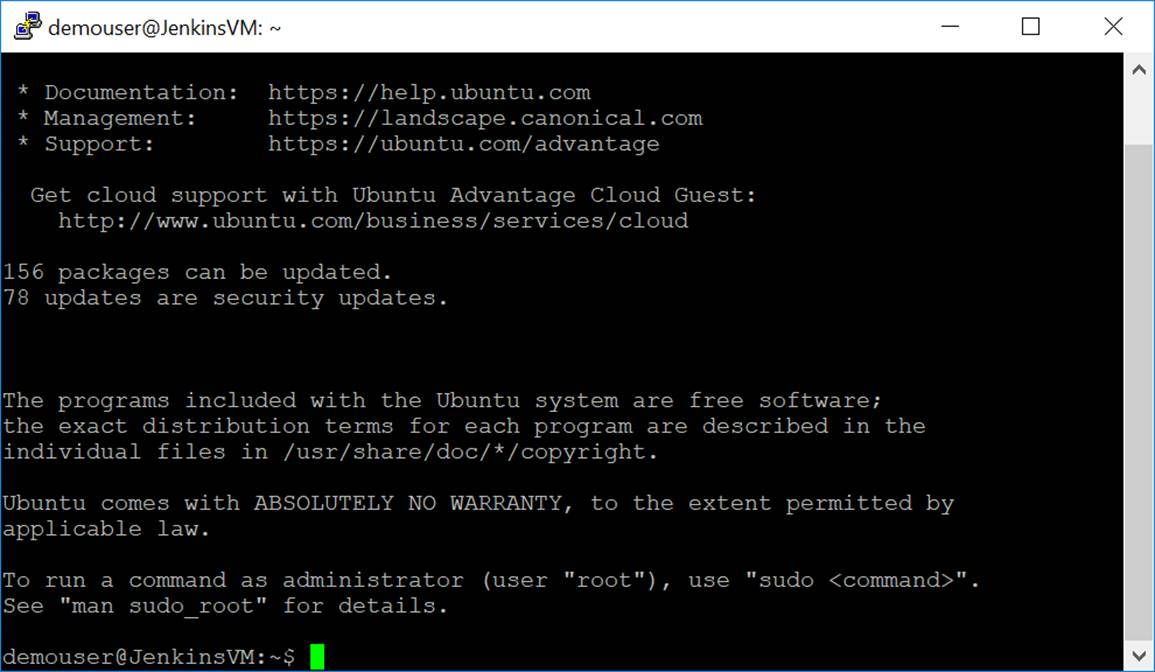 demouser@JenkinsVM: ~
* Documentation:  https://help.ubuntu.com
* Management:     https://landscape.canonical.com
* Support:        https://ubuntu.com/advantage
Get cloud support with Ubuntu Advantage Cloud Guest:
http://www.ubuntu.com/business/services/cloud
156 packages can be updated.
78 updates are security updates.
The programs included with the Ubuntu system are free software;
the exact distribution terms for each program are described in the
individual files in /usr/share/doc/*/copyright.
Ubuntu comes with ABSOLUTELY NO WARRANTY, to the extent permitted by
applicable law.
To run a command as administrator (user "root"), use "sudo <command>".
See "man sudo_root" for details.
demouser@JenkinsVM:~$